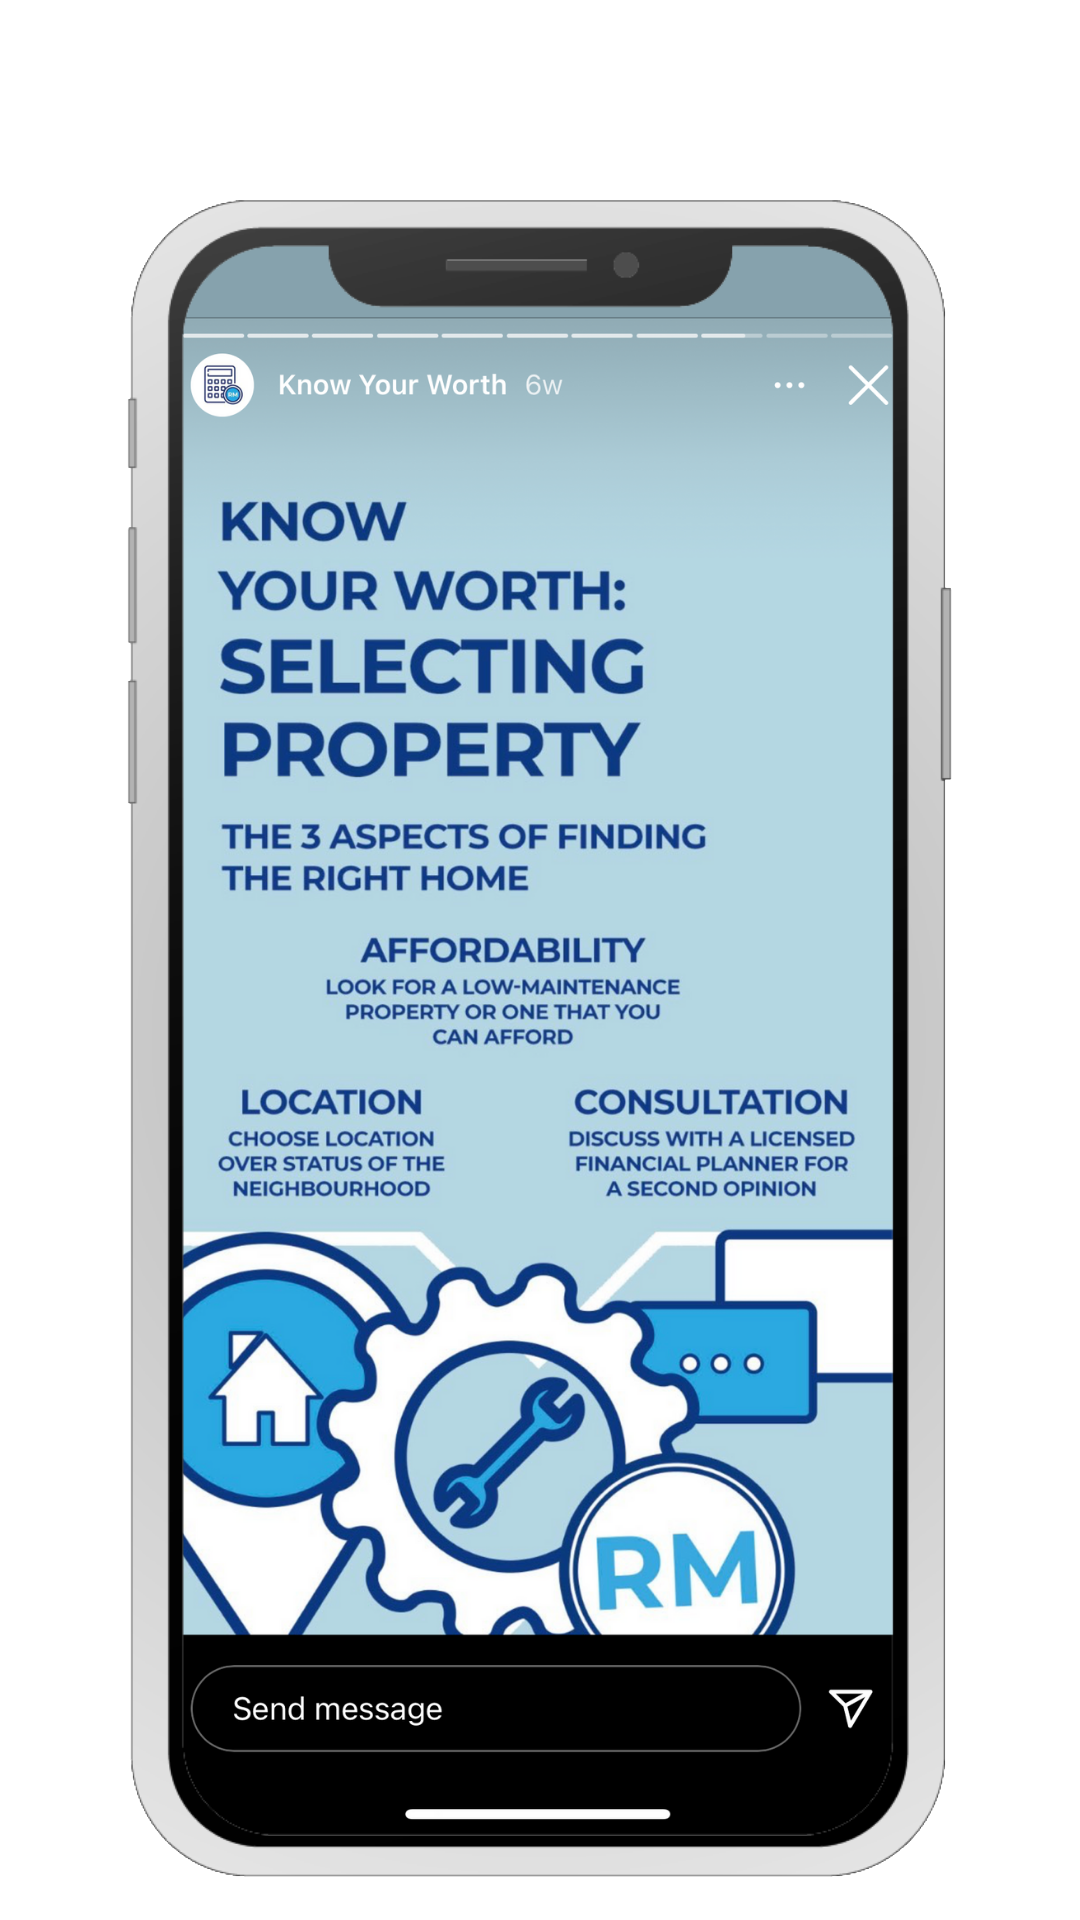 Know Your Worth 6w
KNOW
YOUR WORTH:
SELECTING
PROPERTY
THE 3 ASPECTS OF FINDING
THE RIGHT HOME
AFFORDABILITY
LOOK FOR A LOW-MAINTENANCE
PROPERTY OR ONE THAT YOU
CAN AFFORD
LOCATION
CHOOSE LOCATION
OVER STATUS OF THE
NEIGHBOURHOOD
CONSULTATION
DISCUSS WITH A LICENSED
FINANCIAL PLANNER FOR
A SECOND OPINION
RM
Send message